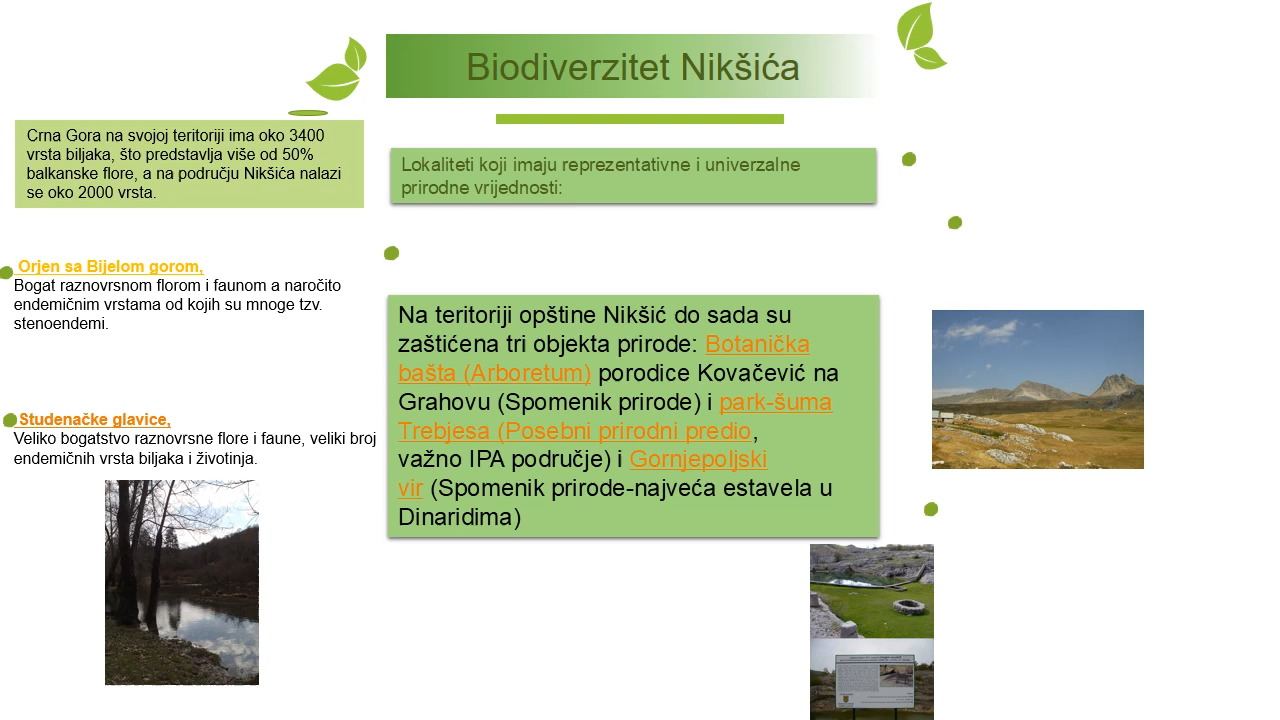 Biodiverzitet Nikšića
Crna Gora na svojoj teritoriji ima oko 3400
vrsta biljaka, što predstavlja više od 50%
balkanske flore, a na području Nikšića nalazi
se oko 2000 vrsta.
Lokaliteti koji imaju reprezentativne i univerzalne
prirodne vrijednosti:
Orjen sa Bijelom gorom,
Bogat raznovrsnom florom i faunom a naročito
endemičnim vrstama od kojih su mnoge tzv.
stenoendemi.
Studenačke glavice,
Veliko bogatstvo raznovrsne flore i faune, veliki broj
endemičnih vrsta biljaka i životinja.
Na teritoriji opštine Nikšić do sada su
zaštićena tri objekta prirode: Botanička
bašta (Arboretum) porodice Kovačević na
Grahovu (Spomenik prirode) i park-šuma
Trebjesa (Posebni prirodni predio,
važno IPA područje) i Gornjepoljski
vir (Spomenik prirode-najveća estavela u
Dinaridima)